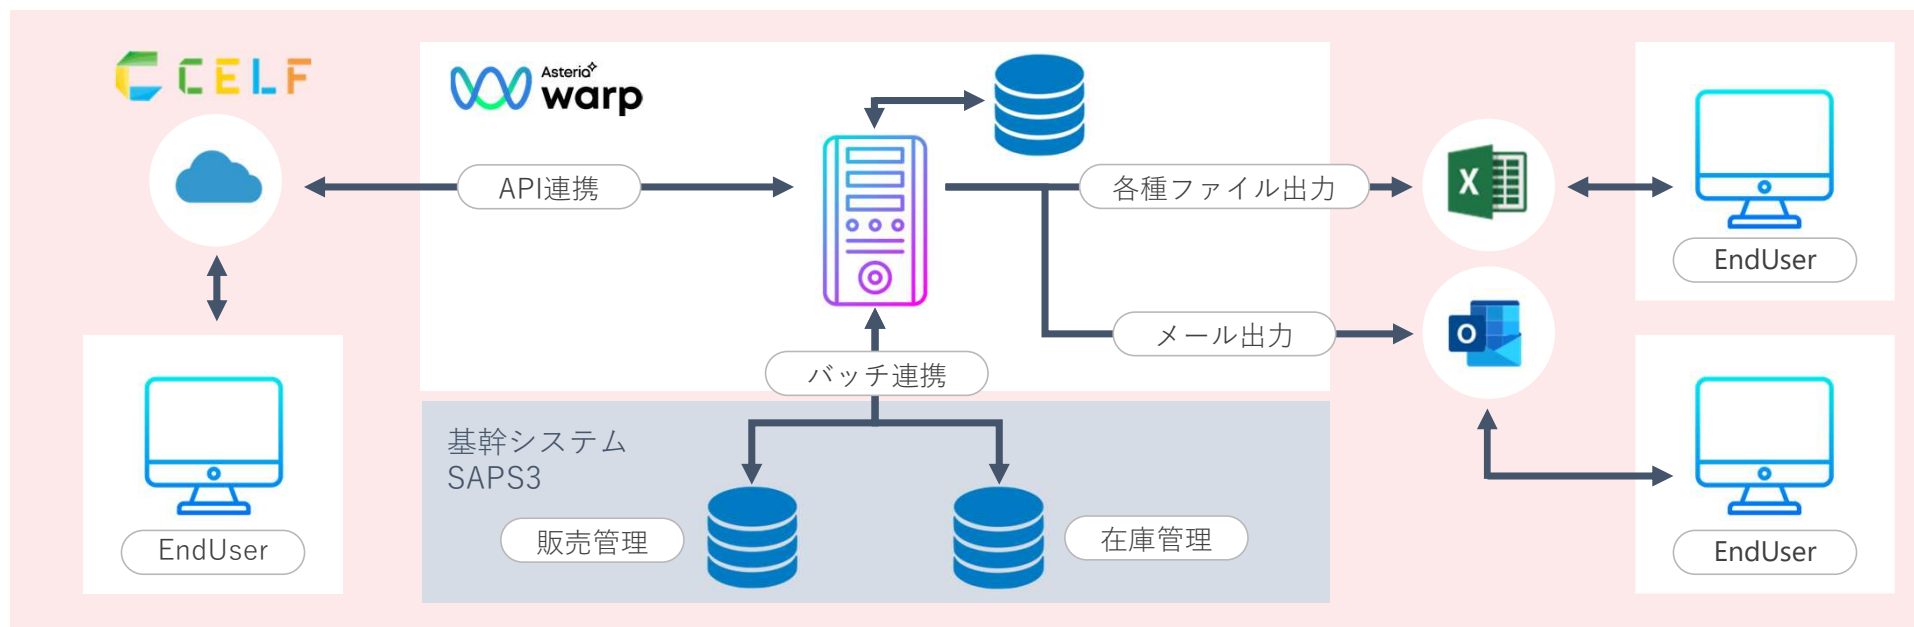 CELF
Asteria
warp
API連携
各種ファイル出力
X
EndUser
メール出力
O
バッチ連携
基幹システム
SAPS3
販売管理
在庫管理
EndUser
EndUser